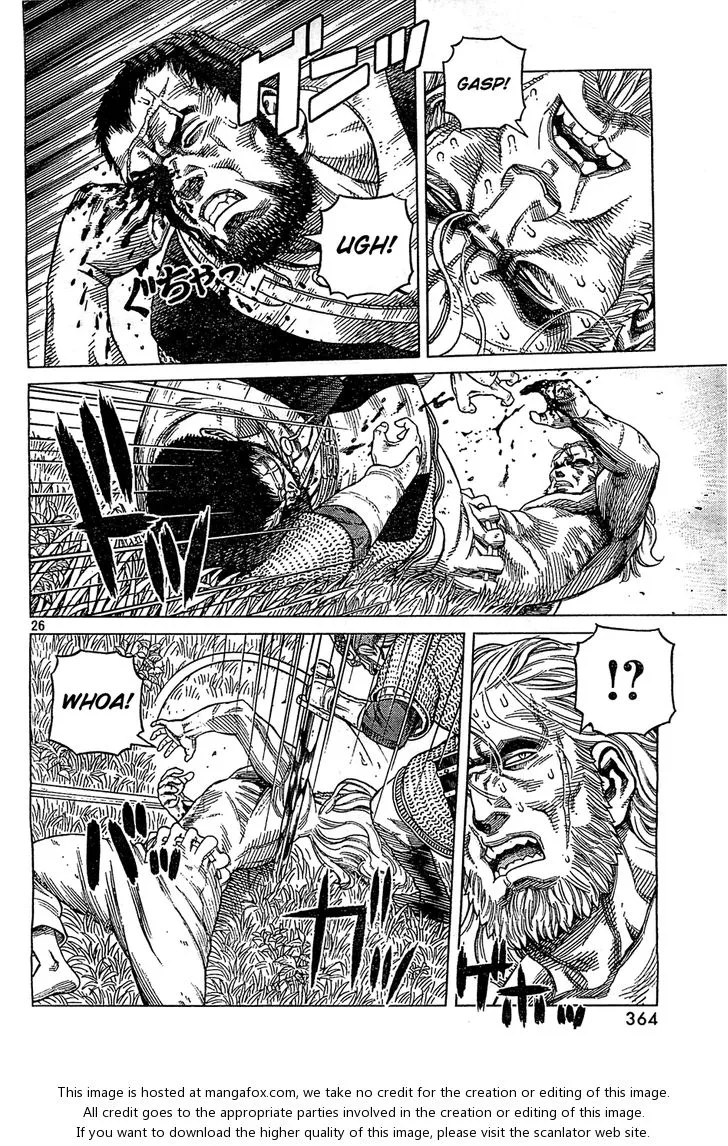 GASP!
グニッ
UGH!
ぐちゃっ
26
WHOA!
!?
364
This image is hosted at mangafox.com, we take no credit for the creation or editing of this image.
All credit goes to the appropriate parties involved in the creation or editing of this image.
If you want to download the higher quality of this image, please visit the scanlator web site.